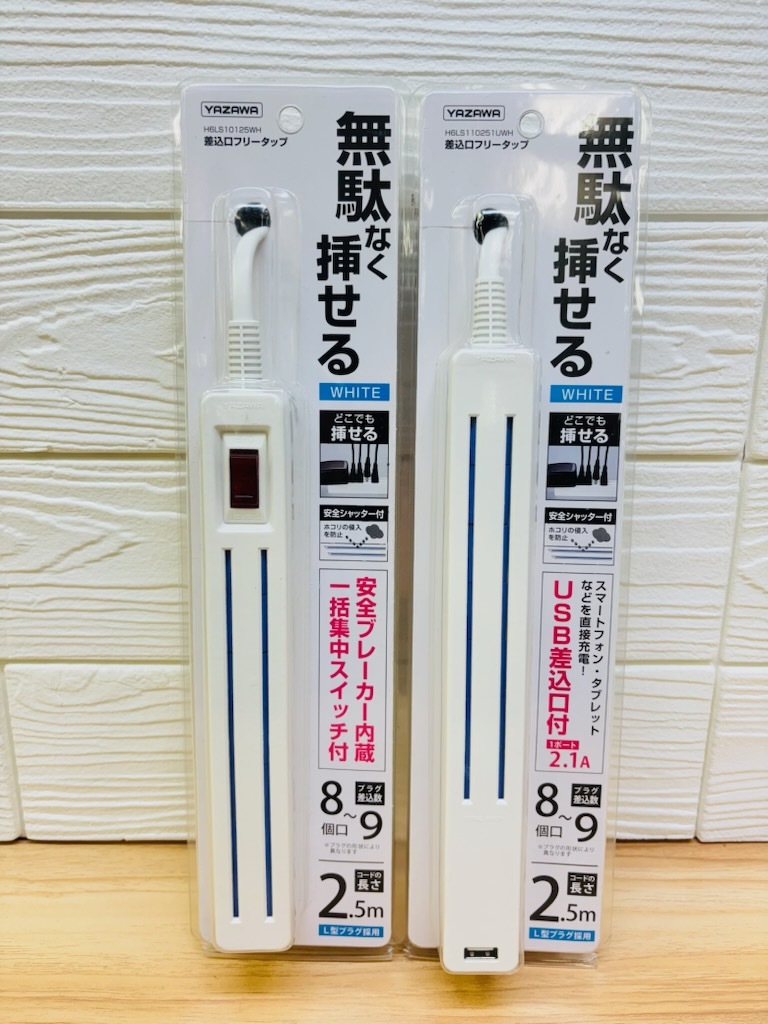 YAZAWA
H6LS10125WH
差込口フリータップ
無駄なく
挿せる
WHITE
どこでも
挿せる
安全シャッター付
ホコリの侵入
を防止
安全ブレーカー内蔵
一括集中スイッチ付
プラグ
差込数
8~9
個口
※プラグの形状により
異なります
コードの
長さ
2.5m
L型プラグ採用
YAZAWA
YAZAWA
H6LS110251UWH
差込口フリータップ
無駄なく
挿せる
WHITE
どこでも
挿せる
安全シャッター付
ホコリの侵入
を防止
スマートフォン・タブレット
などを直接充電!
USB差込口付
1ポート
2.1A
プラグ
差込数
8~9
個口
※プラグの形状により
異なります
コードの
長さ
2.5m
L型プラグ採用